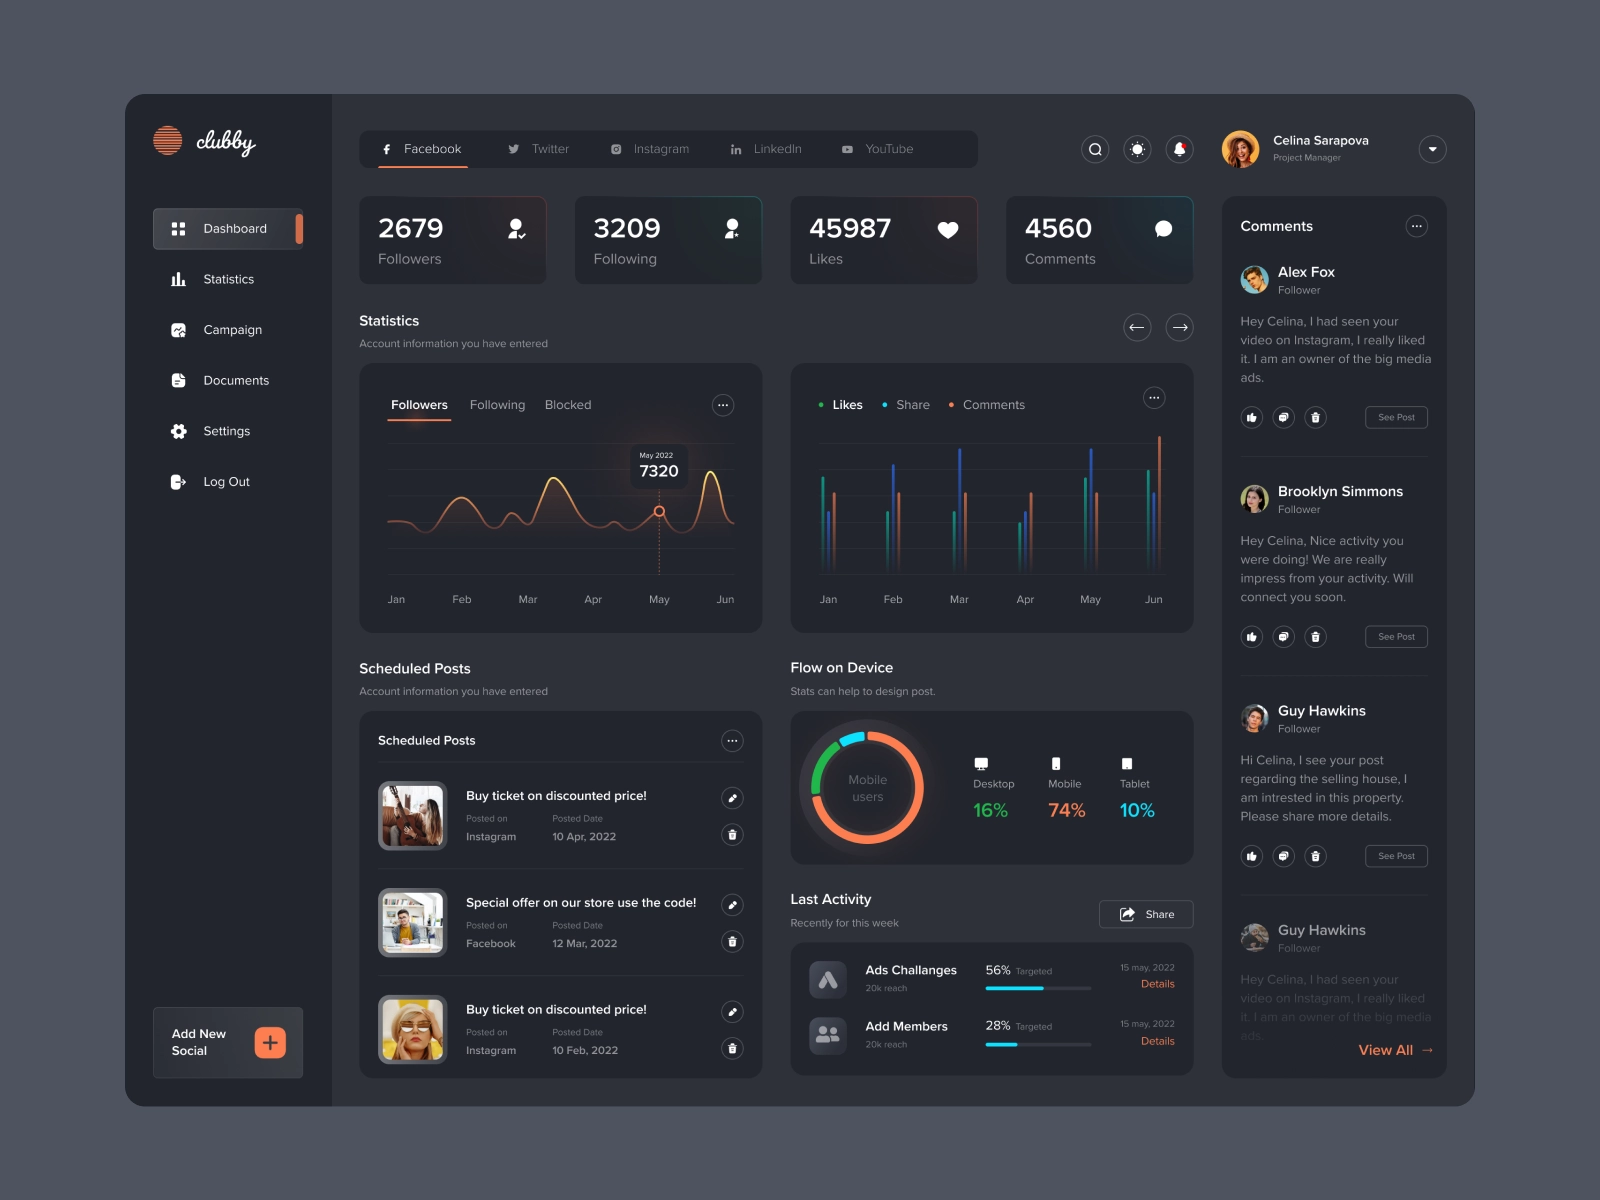 clubby
Dashboard
Statistics
Campaign
Documents
Settings
Log Out
Add New
Social
Facebook
Twitter
Instagram
LinkedIn
YouTube
Celina Sarapova
Project Manager
2679
Followers
3209
Following
45987
Likes
4560
Comments
Statistics
Account information you have entered
Followers
Following
Blocked
May 2022
7320
Jan
Feb
Mar
Apr
May
Jun
Likes
Share
Comments
Jan
Feb
Mar
Apr
May
Jun
Scheduled Posts
Account information you have entered
Scheduled Posts
Buy ticket on discounted price!
Posted on
Posted Date
Instagram
10 Apr, 2022
Special offer on our store use the code!
Posted on
Posted Date
Facebook
12 Mar, 2022
Buy ticket on discounted price!
Posted on
Posted Date
Instagram
10 Feb, 2022
Flow on Device
Stats can help to design post.
Mobile
users
Desktop
16%
Mobile
74%
Tablet
10%
Last Activity
Recently for this week
Share
Ads Challanges
20k reach
56% Targeted
15 may, 2022
Details
Add Members
20k reach
28% Targeted
15 may, 2022
Details
Comments
Alex Fox
Follower
Hey Celina, I had seen your
video on Instagram, I really liked
it. I am an owner of the big media
ads.
See Post
Brooklyn Simmons
Follower
Hey Celina, Nice activity you
were doing! We are really
impress from your activity. Will
connect you soon.
See Post
Guy Hawkins
Follower
Hi Celina, I see your post
regarding the selling house, I
am intrested in this property.
Please share more details.
See Post
Guy Hawkins
Follower
Hey Celina, I had seen your
video on Instagram, I really liked
it. I am an owner of the big media
ads.
View All →